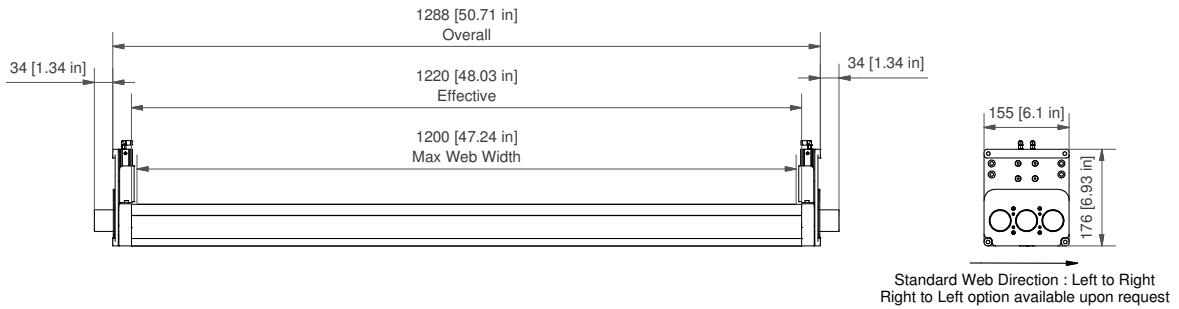 1288 [50.71 in]
Overall
34 [1.34 in]
34 [1.34 in]
1220 [48.03 in]
Effective
1200 [47.24 in]
Max Web Width
155 [6.1 in]
176 [6.93 in]
Standard Web Direction : Left to Right
Right to Left option available upon request